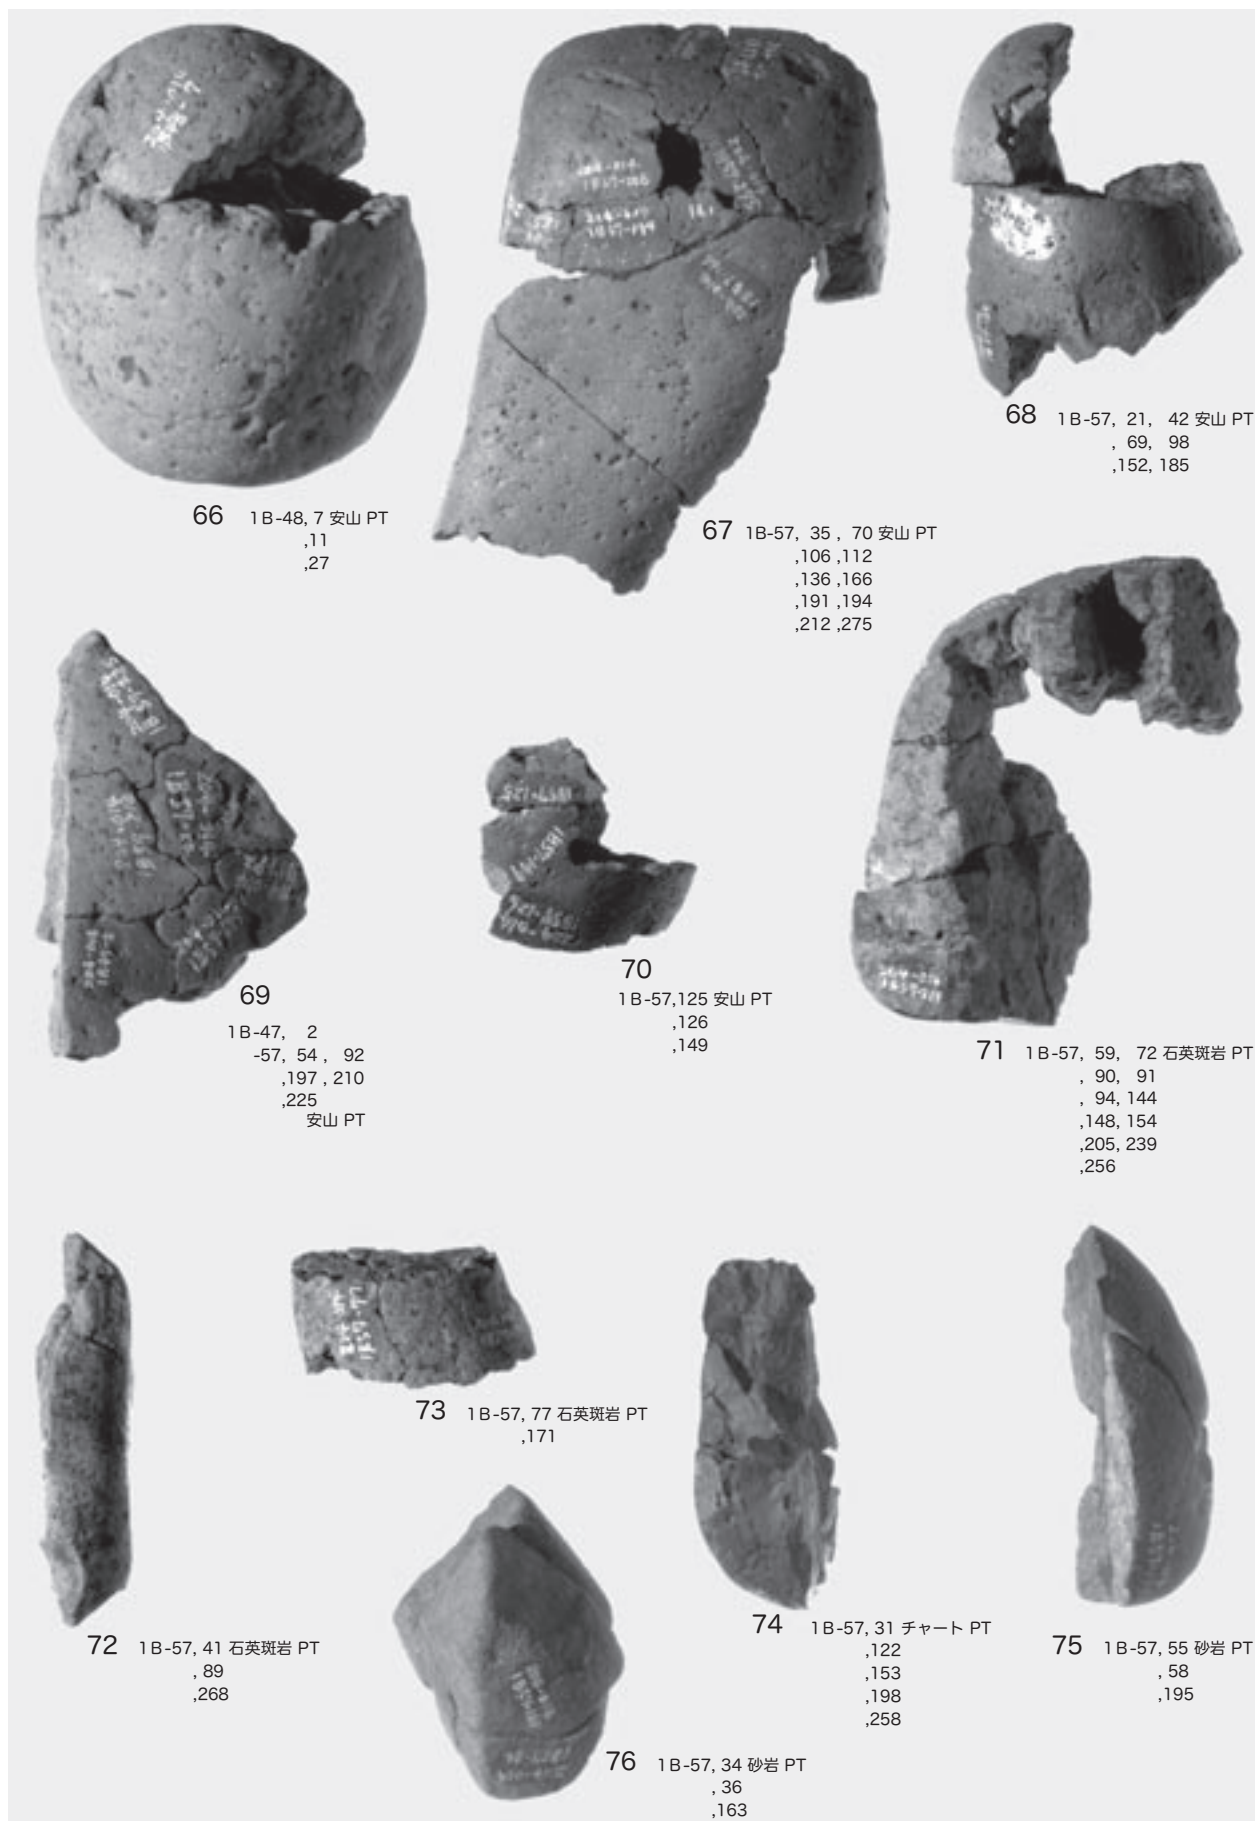 66 1B-48, 7 安山 PT
,11
,27
67 1B-57, 35 , 70 安山 PT
,106 ,112
,136 ,166
,191 ,194
,212 ,275
68 1B-57, 21, 42 安山 PT
, 69, 98
,152, 185
69
1B-47, 2
-57, 54 , 92
,197 , 210
,225
安山 PT
70
1B-57,125 安山 PT
,126
,149
71 1B-57, 59, 72 石英斑岩 PT
, 90, 91
, 94, 144
,148, 154
,205, 239
,256
72 1B-57, 41 石英斑岩 PT
, 89
,268
73 1B-57, 77 石英斑岩 PT
,171
74 1B-57, 31 チャート PT
,122
,153
,198
,258
75 1B-57, 55 砂岩 PT
, 58
,195
76 1B-57, 34 砂岩 PT
, 36
,163